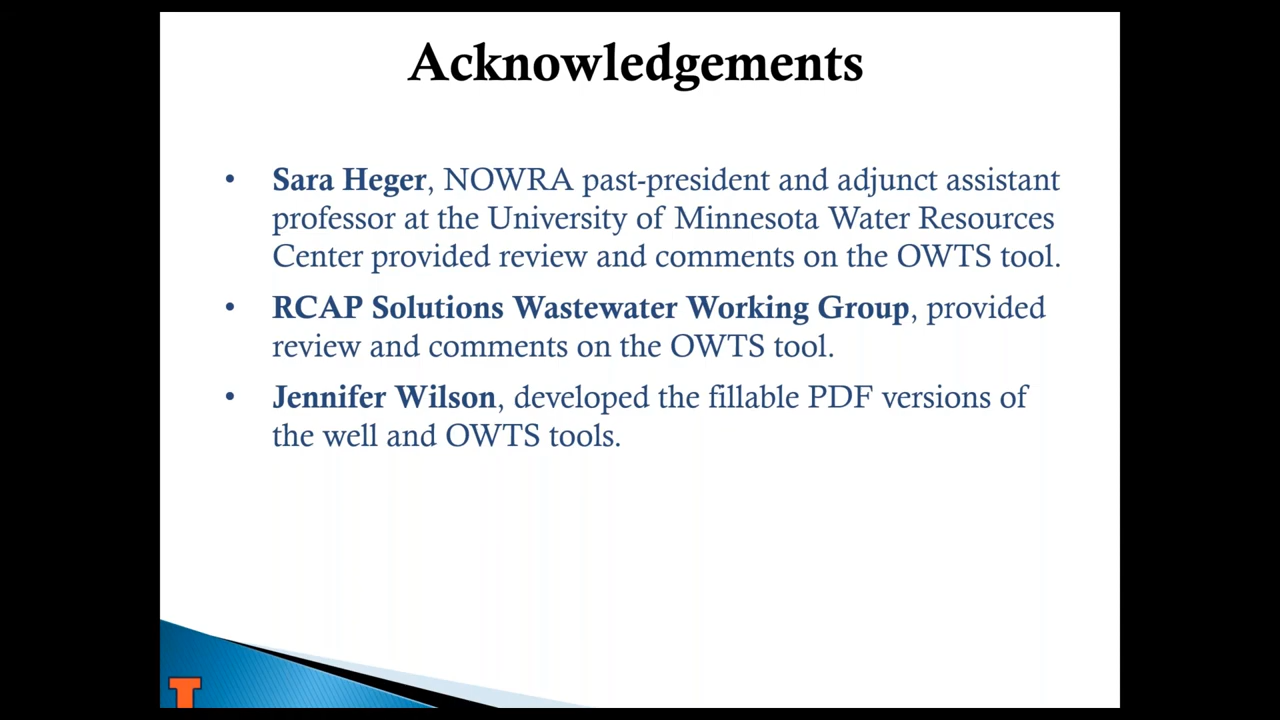 Acknowledgements
• Sara Heger, NOWRA past-president and adjunct assistant
professor at the University of Minnesota Water Resources
Center provided review and comments on the OWTS tool.
• RCAP Solutions Wastewater Working Group, provided
review and comments on the OWTS tool.
• Jennifer Wilson, developed the fillable PDF versions of
the well and OWTS tools.
I